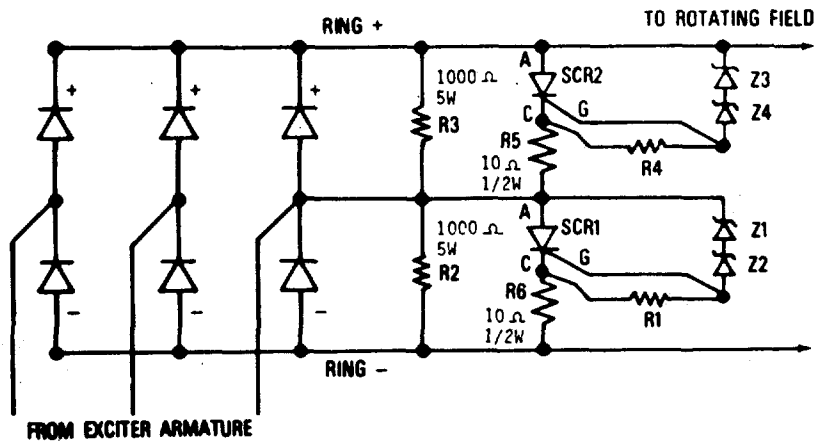 RING +
TO ROTATING FIELD
+
+
+
1000 Ω
5W
R3
A
SCR2
C
G
R5
10 Ω
1/2W
R4
Z3
Z4
1000 Ω
5W
R2
A
SCR1
C
G
R6
10 Ω
1/2W
R1
Z1
Z2
–
–
–
RING –
FROM EXCITER ARMATURE